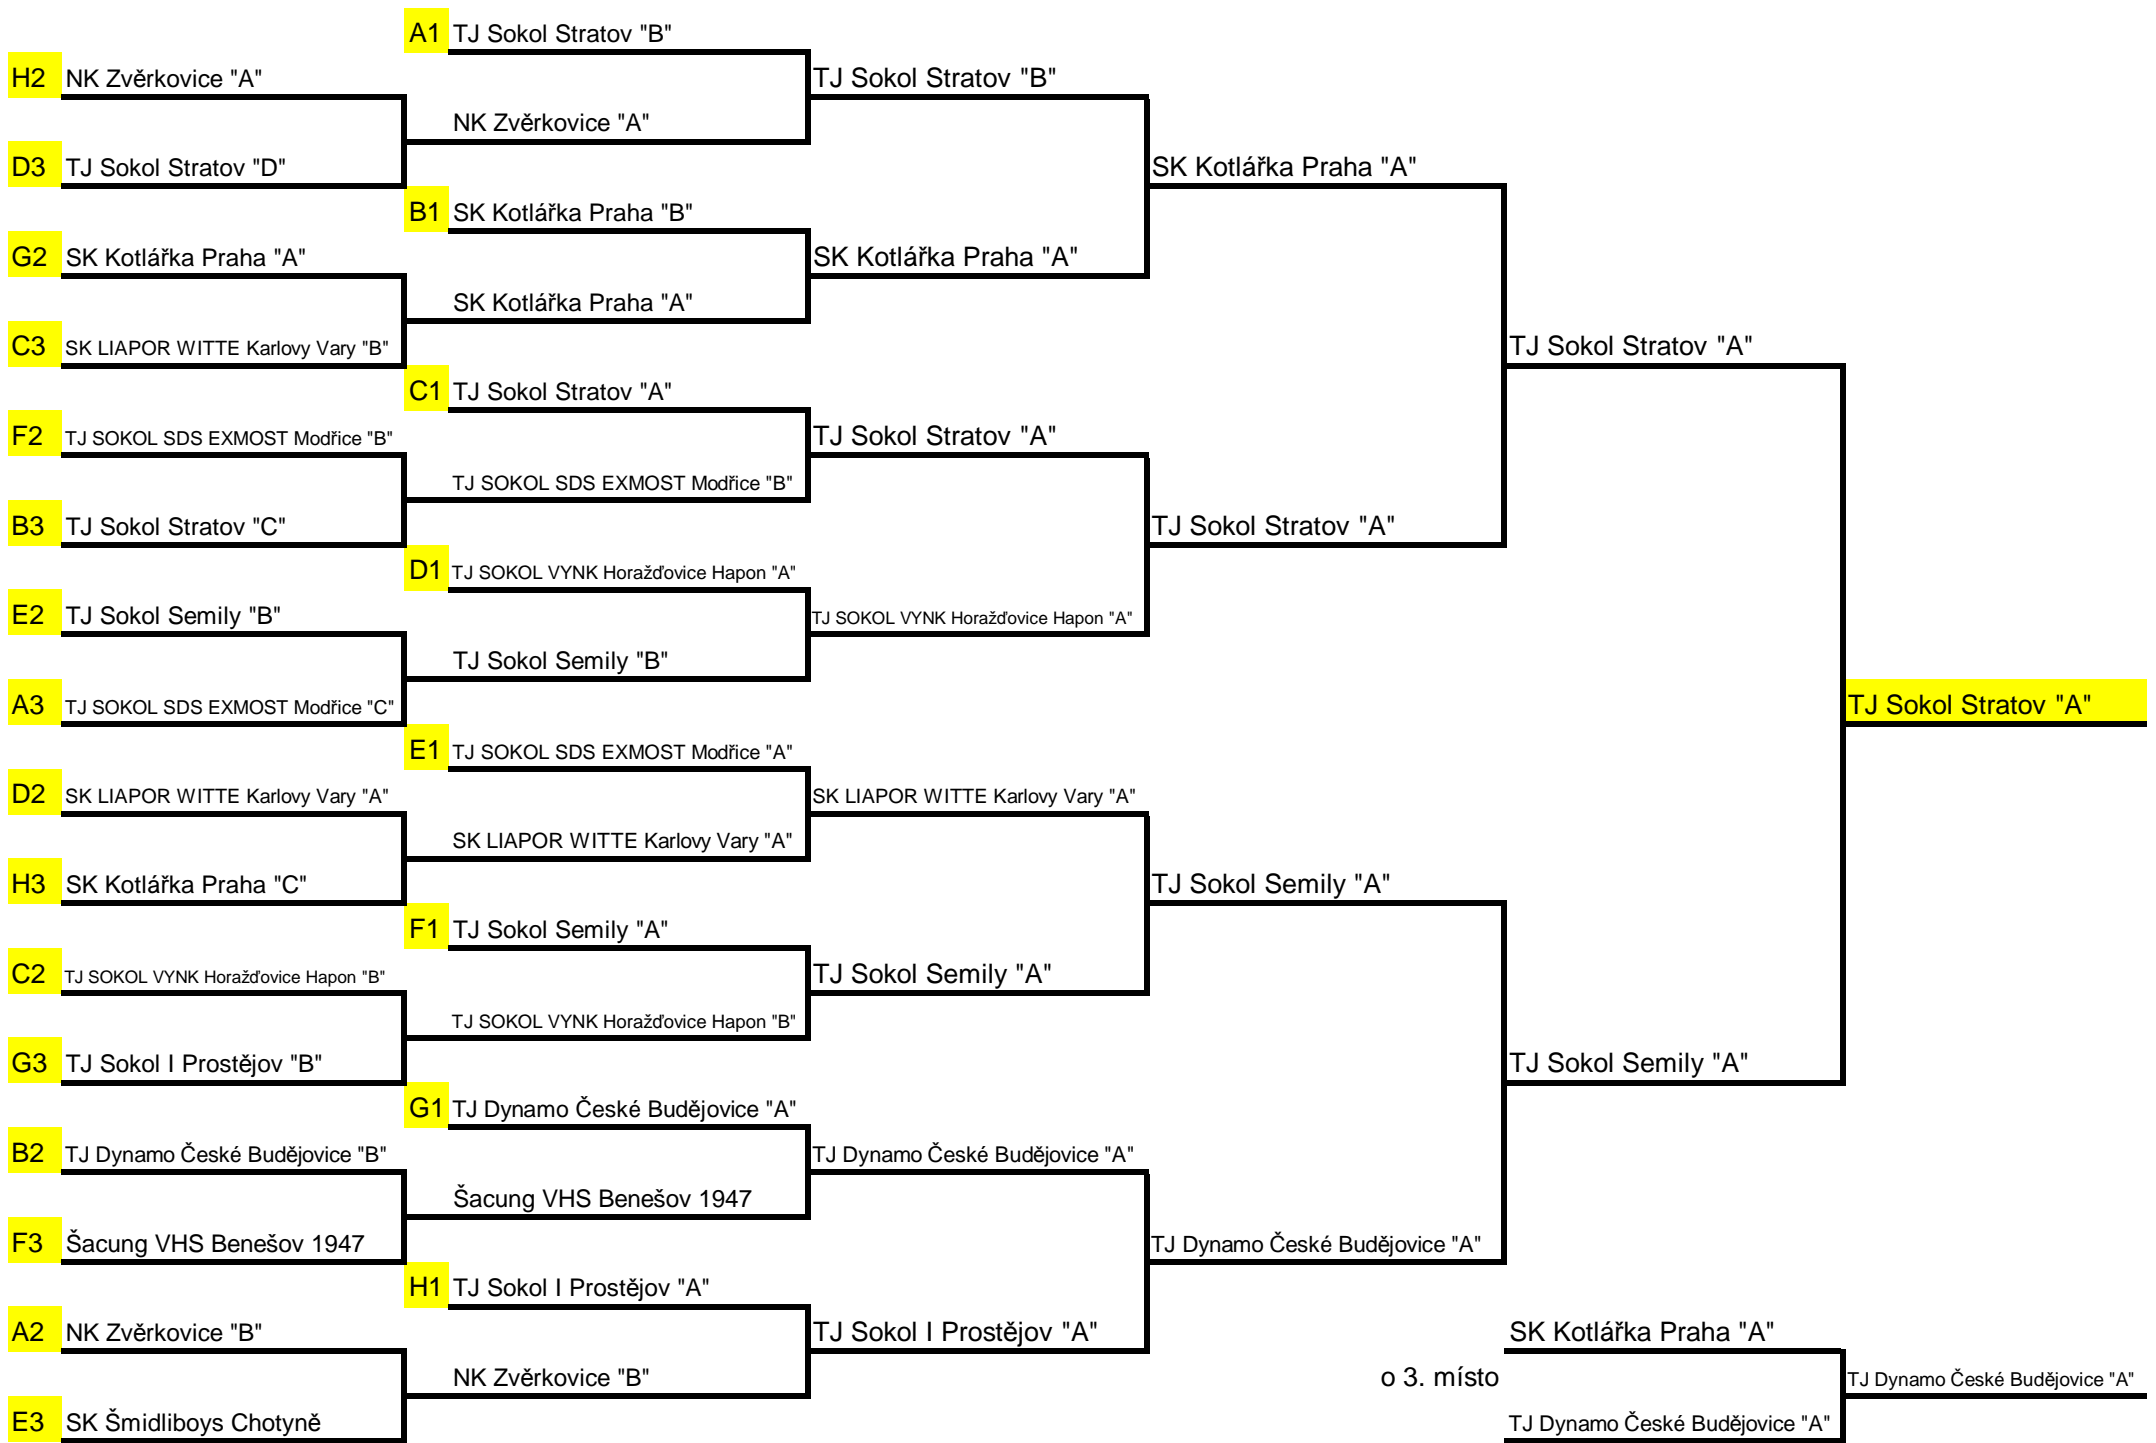 A1 TJ Sokol Stratov "B"
H2 NK Zvěrkovice "A"
TJ Sokol Stratov "B"
NK Zvěrkovice "A"
D3 TJ Sokol Stratov "D"
SK Kotlářka Praha "A"
B1 SK Kotlářka Praha "B"
G2 SK Kotlářka Praha "A"
SK Kotlářka Praha "A"
SK Kotlářka Praha "A"
C3 SK LIAPOR WITTE Karlovy Vary "B"
TJ Sokol Stratov "A"
C1 TJ Sokol Stratov "A"
F2 TJ SOKOL SDS EXMOST Modřice "B"
TJ Sokol Stratov "A"
TJ SOKOL SDS EXMOST Modřice "B"
B3 TJ Sokol Stratov "C"
TJ Sokol Stratov "A"
D1 TJ SOKOL VYNK Horažďovice Hapon "A"
E2 TJ Sokol Semily "B"
TJ SOKOL VYNK Horažďovice Hapon "A"
TJ Sokol Semily "B"
A3 TJ SOKOL SDS EXMOST Modřice "C"
TJ Sokol Stratov "A"
E1 TJ SOKOL SDS EXMOST Modřice "A"
D2 SK LIAPOR WITTE Karlovy Vary "A"
SK LIAPOR WITTE Karlovy Vary "A"
SK LIAPOR WITTE Karlovy Vary "A"
H3 SK Kotlářka Praha "C"
TJ Sokol Semily "A"
F1 TJ Sokol Semily "A"
C2 TJ SOKOL VYNK Horažďovice Hapon "B"
TJ Sokol Semily "A"
TJ SOKOL VYNK Horažďovice Hapon "B"
G3 TJ Sokol I Prostějov "B"
TJ Sokol Semily "A"
G1 TJ Dynamo České Budějovice "A"
B2 TJ Dynamo České Budějovice "B"
TJ Dynamo České Budějovice "A"
Šacung VHS Benešov 1947
F3 Šacung VHS Benešov 1947
TJ Dynamo České Budějovice "A"
H1 TJ Sokol I Prostějov "A"
A2 NK Zvěrkovice "B"
TJ Sokol I Prostějov "A"
SK Kotlářka Praha "A"
NK Zvěrkovice "B"
o 3. místo
TJ Dynamo České Budějovice "A"
E3 SK Šmidliboys Chotyně
TJ Dynamo České Budějovice "A"